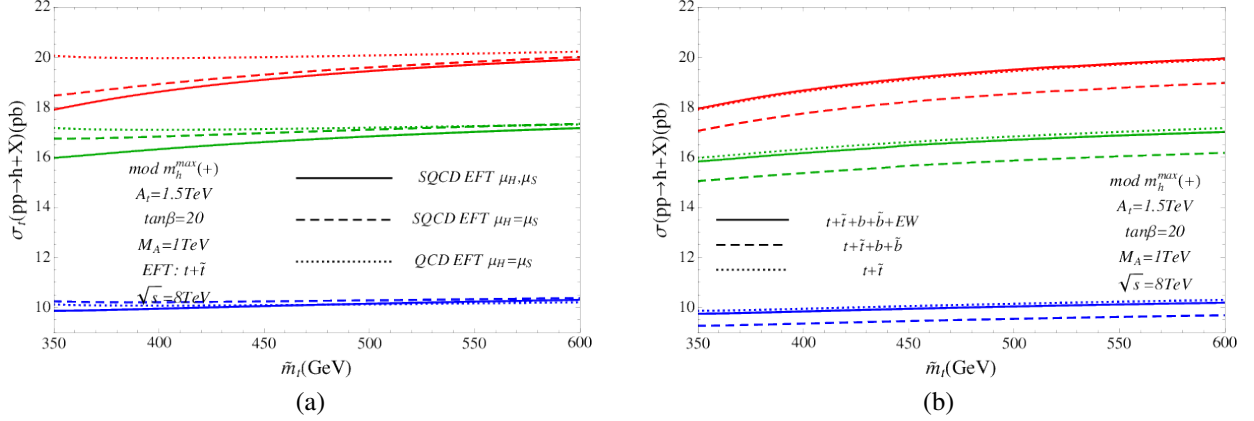 22
20
18
16
14
12
10
350
400
450
500
550
600
σ_t(pp→h+X)(pb)
m̃_t(GeV)
mod m_h^max(+)
A_t=1.5TeV
tanβ=20
M_A=1TeV
EFT: t+t̃
√s=8TeV
SQCD EFT μ_H,μ_S
SQCD EFT μ_H=μ_S
QCD EFT μ_H=μ_S
(a)
22
20
18
16
14
12
10
350
400
450
500
550
600
σ(pp→h+X)(pb)
m̃_t(GeV)
t+t̃+b+b̃+EW
t+t̃+b+b̃
t+t̃
mod m_h^max(+)
A_t=1.5TeV
tanβ=20
M_A=1TeV
√s=8TeV
(b)